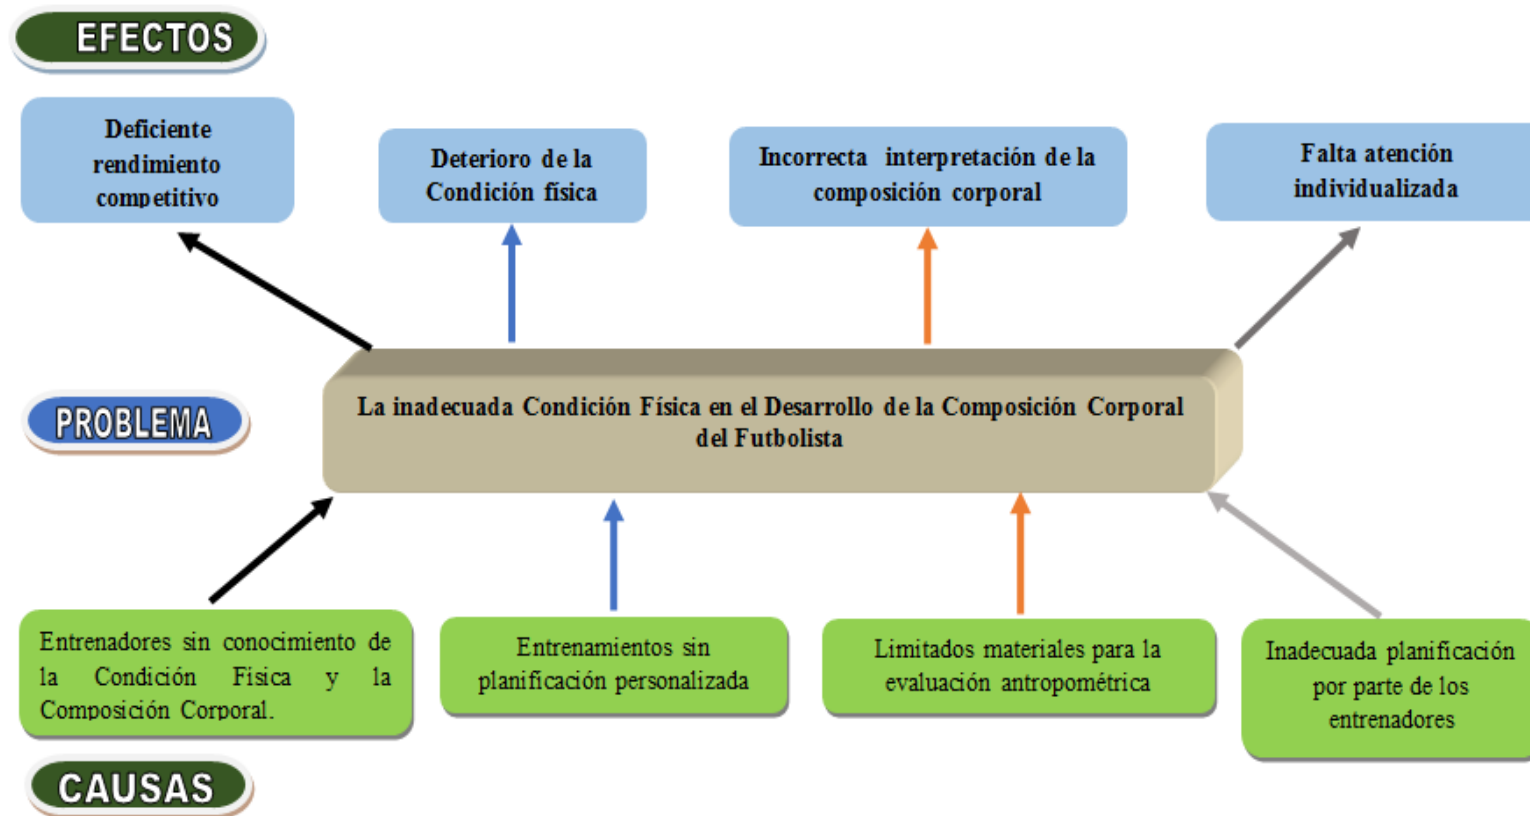 EFECTOS
Deficiente
rendimiento
competitivo
Deterioro de la
Condición física
Incorrecta interpretación de la
composición corporal
Falta atención
individualizada
PROBLEMA
La inadecuada Condición Física en el Desarrollo de la Composición Corporal
del Futbolista
Entrenadores sin conocimiento de
la Condición Fisica y la
Composición Corporal.
Entrenamientos sin
planificación personalizada
Limitados materiales para la
evaluación antropométrica
Inadecuada planificación
por parte de los
entrenadores
CAUSAS